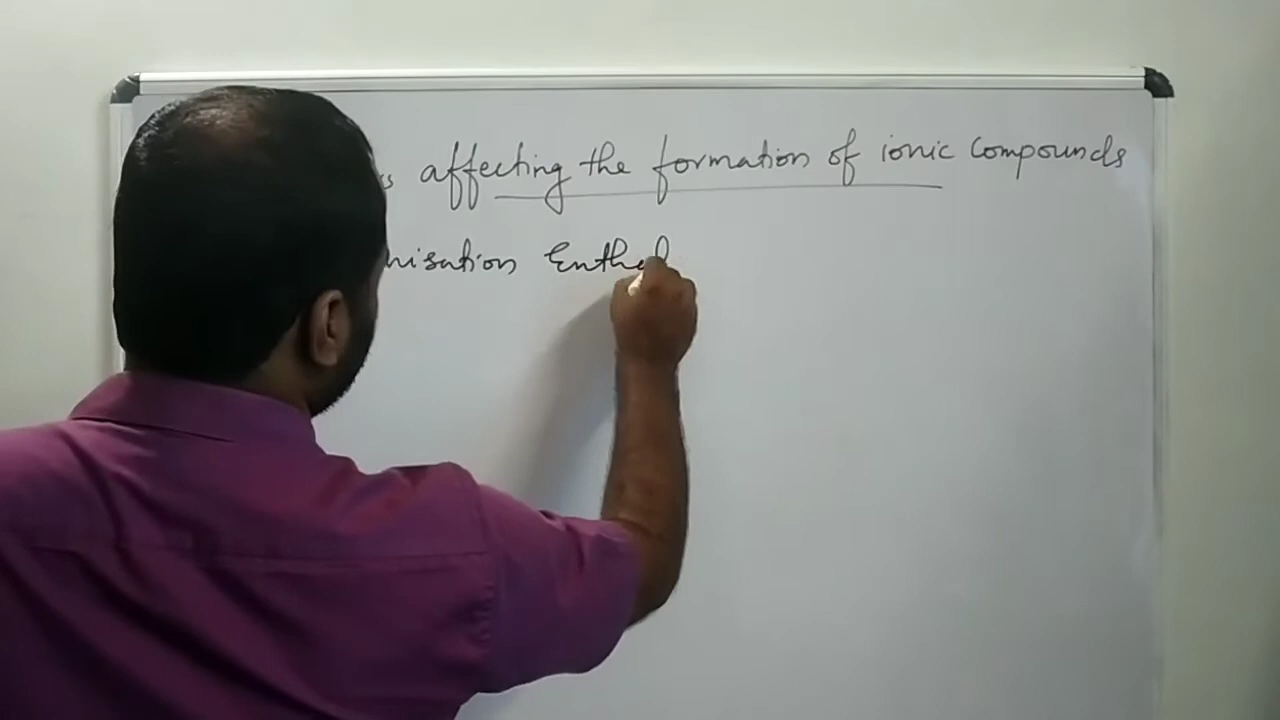 affecting the formation of ionic compounds
nisation Enthal